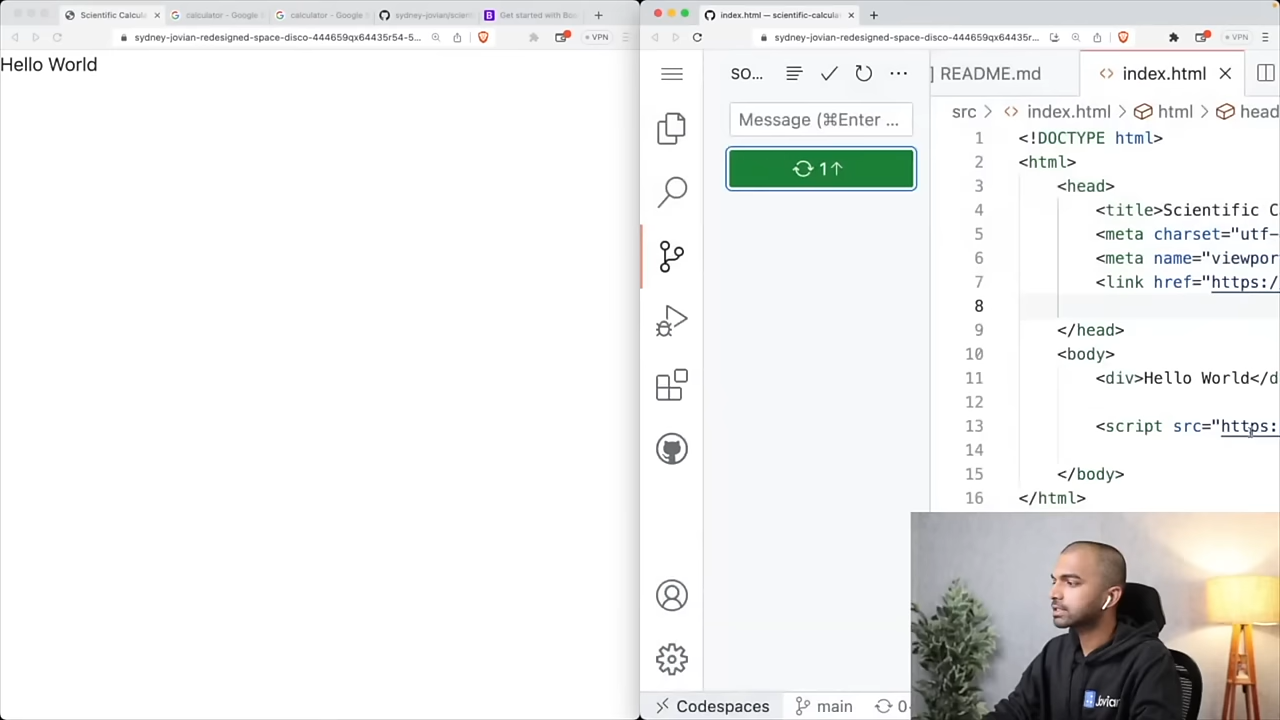 Scientific Calcula
calculator - Google
calculator - Google
sydney-jovian/scien
Get started with Boo
sydney-jovian-redesigned-space-disco-444659qx64435r54-5...
VPN
Hello World
index.html — scientific-calcula
sydney-jovian-redesigned-space-disco-444659qx64435r...
VPN
SO...
Message (⌘Enter ...
1↑
Codespaces
main
0
] README.md
index.html
src > index.html > html > head
1 <!DOCTYPE html>
2 <html>
3 <head>
4 <title>Scientific C
5 <meta charset="utf-
6 <meta name="viewpor
7 <link href="https:/
8
9 </head>
10 <body>
11 <div>Hello World</d
12
13 <script src="https:
14
15 </body>
16 </html>
Jovian